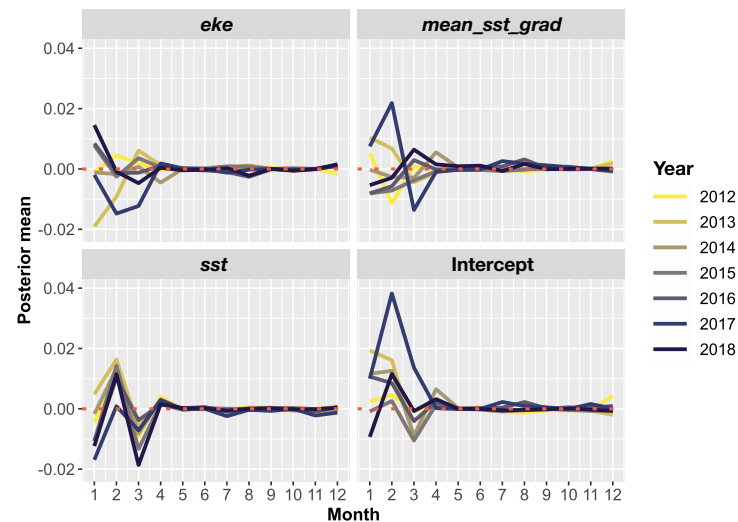 eke
mean_sst_grad
0.04
0.02
0.00
-0.02
sst
Intercept
0.04
0.02
0.00
-0.02
Posterior mean
1 2 3 4 5 6 7 8 9 10 11 12
1 2 3 4 5 6 7 8 9 10 11 12
Month
Year
2012
2013
2014
2015
2016
2017
2018